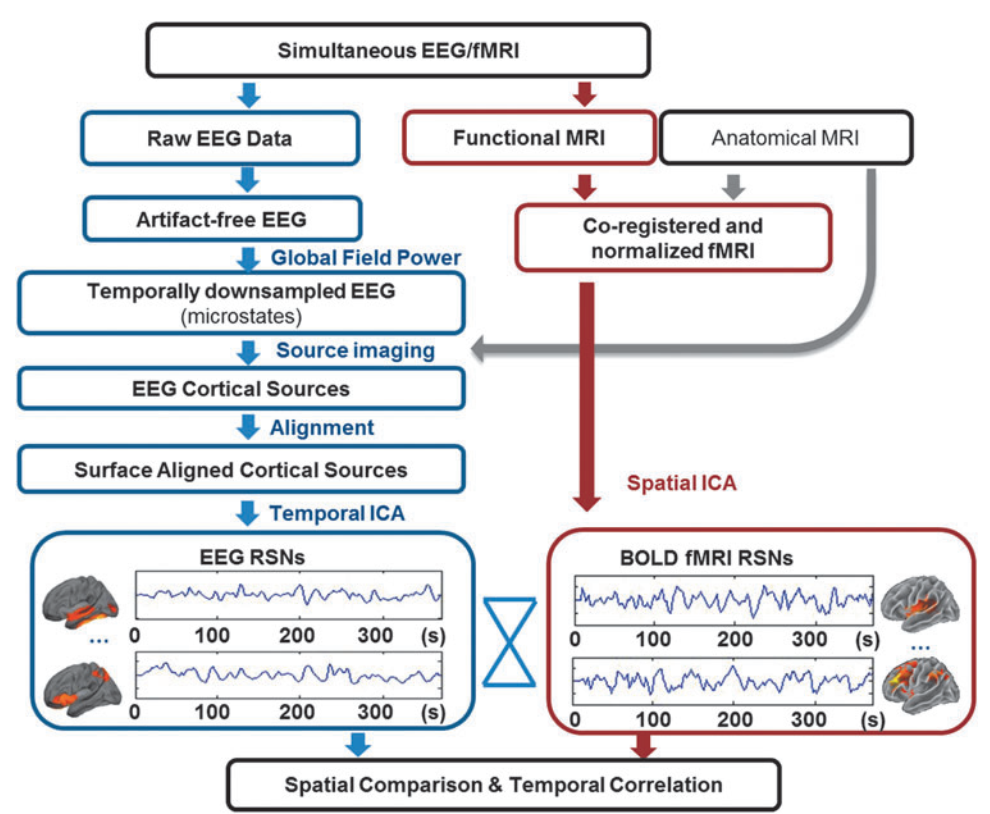 Simultaneous EEG/fMRI
Raw EEG Data
Functional MRI
Anatomical MRI
Artifact-free EEG
Co-registered and
normalized fMRI
Global Field Power
Temporally downsampled EEG
(microstates)
Source imaging
EEG Cortical Sources
Alignment
Surface Aligned Cortical Sources
Spatial ICA
Temporal ICA
EEG RSNs
...
0 100 200 300 (s)
0 100 200 300 (s)
BOLD fMRI RSNs
...
0 100 200 300 (s)
0 100 200 300 (s)
Spatial Comparison & Temporal Correlation